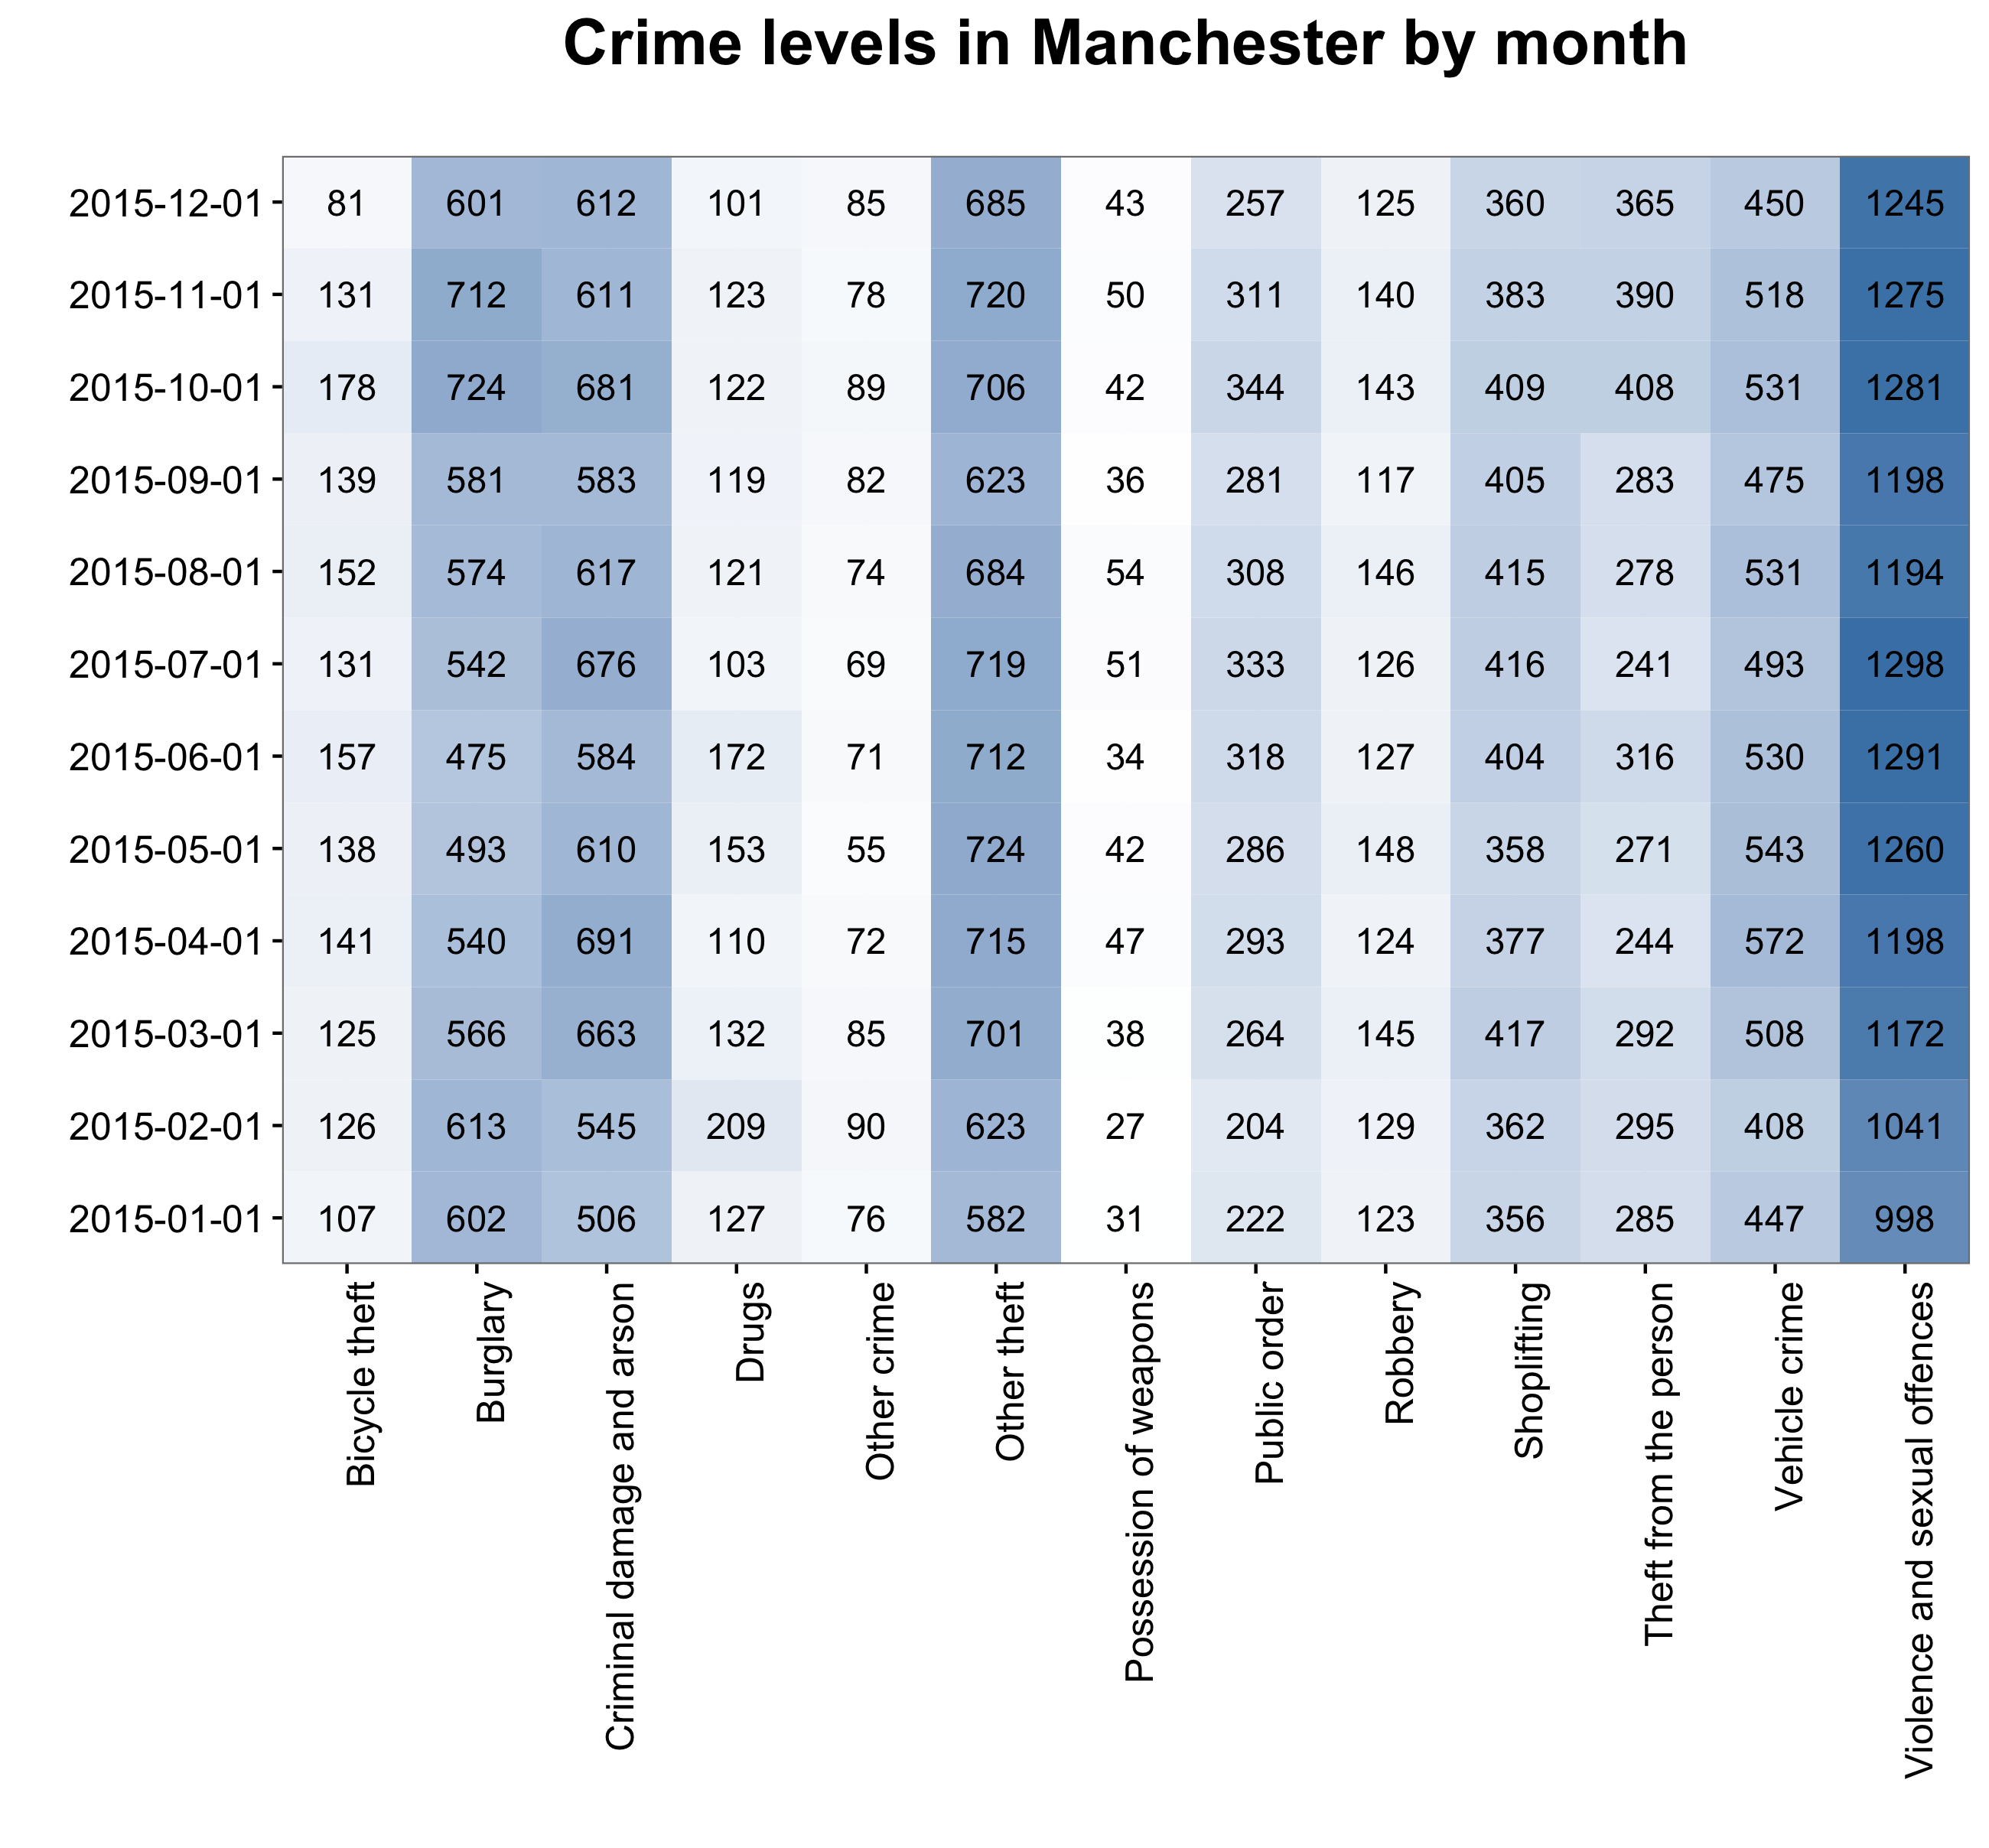 Crime levels in Manchester by month
2015-12-01 81 601 612 101 85 685 43 257 125 360 365 450 1245
2015-11-01 131 712 611 123 78 720 50 311 140 383 390 518 1275
2015-10-01 178 724 681 122 89 706 42 344 143 409 408 531 1281
2015-09-01 139 581 583 119 82 623 36 281 117 405 283 475 1198
2015-08-01 152 574 617 121 74 684 54 308 146 415 278 531 1194
2015-07-01 131 542 676 103 69 719 51 333 126 416 241 493 1298
2015-06-01 157 475 584 172 71 712 34 318 127 404 316 530 1291
2015-05-01 138 493 610 153 55 724 42 286 148 358 271 543 1260
2015-04-01 141 540 691 110 72 715 47 293 124 377 244 572 1198
2015-03-01 125 566 663 132 85 701 38 264 145 417 292 508 1172
2015-02-01 126 613 545 209 90 623 27 204 129 362 295 408 1041
2015-01-01 107 602 506 127 76 582 31 222 123 356 285 447 998
Bicycle theft
Burglary
Criminal damage and arson
Drugs
Other crime
Other theft
Possession of weapons
Public order
Robbery
Shoplifting
Theft from the person
Vehicle crime
Violence and sexual offences